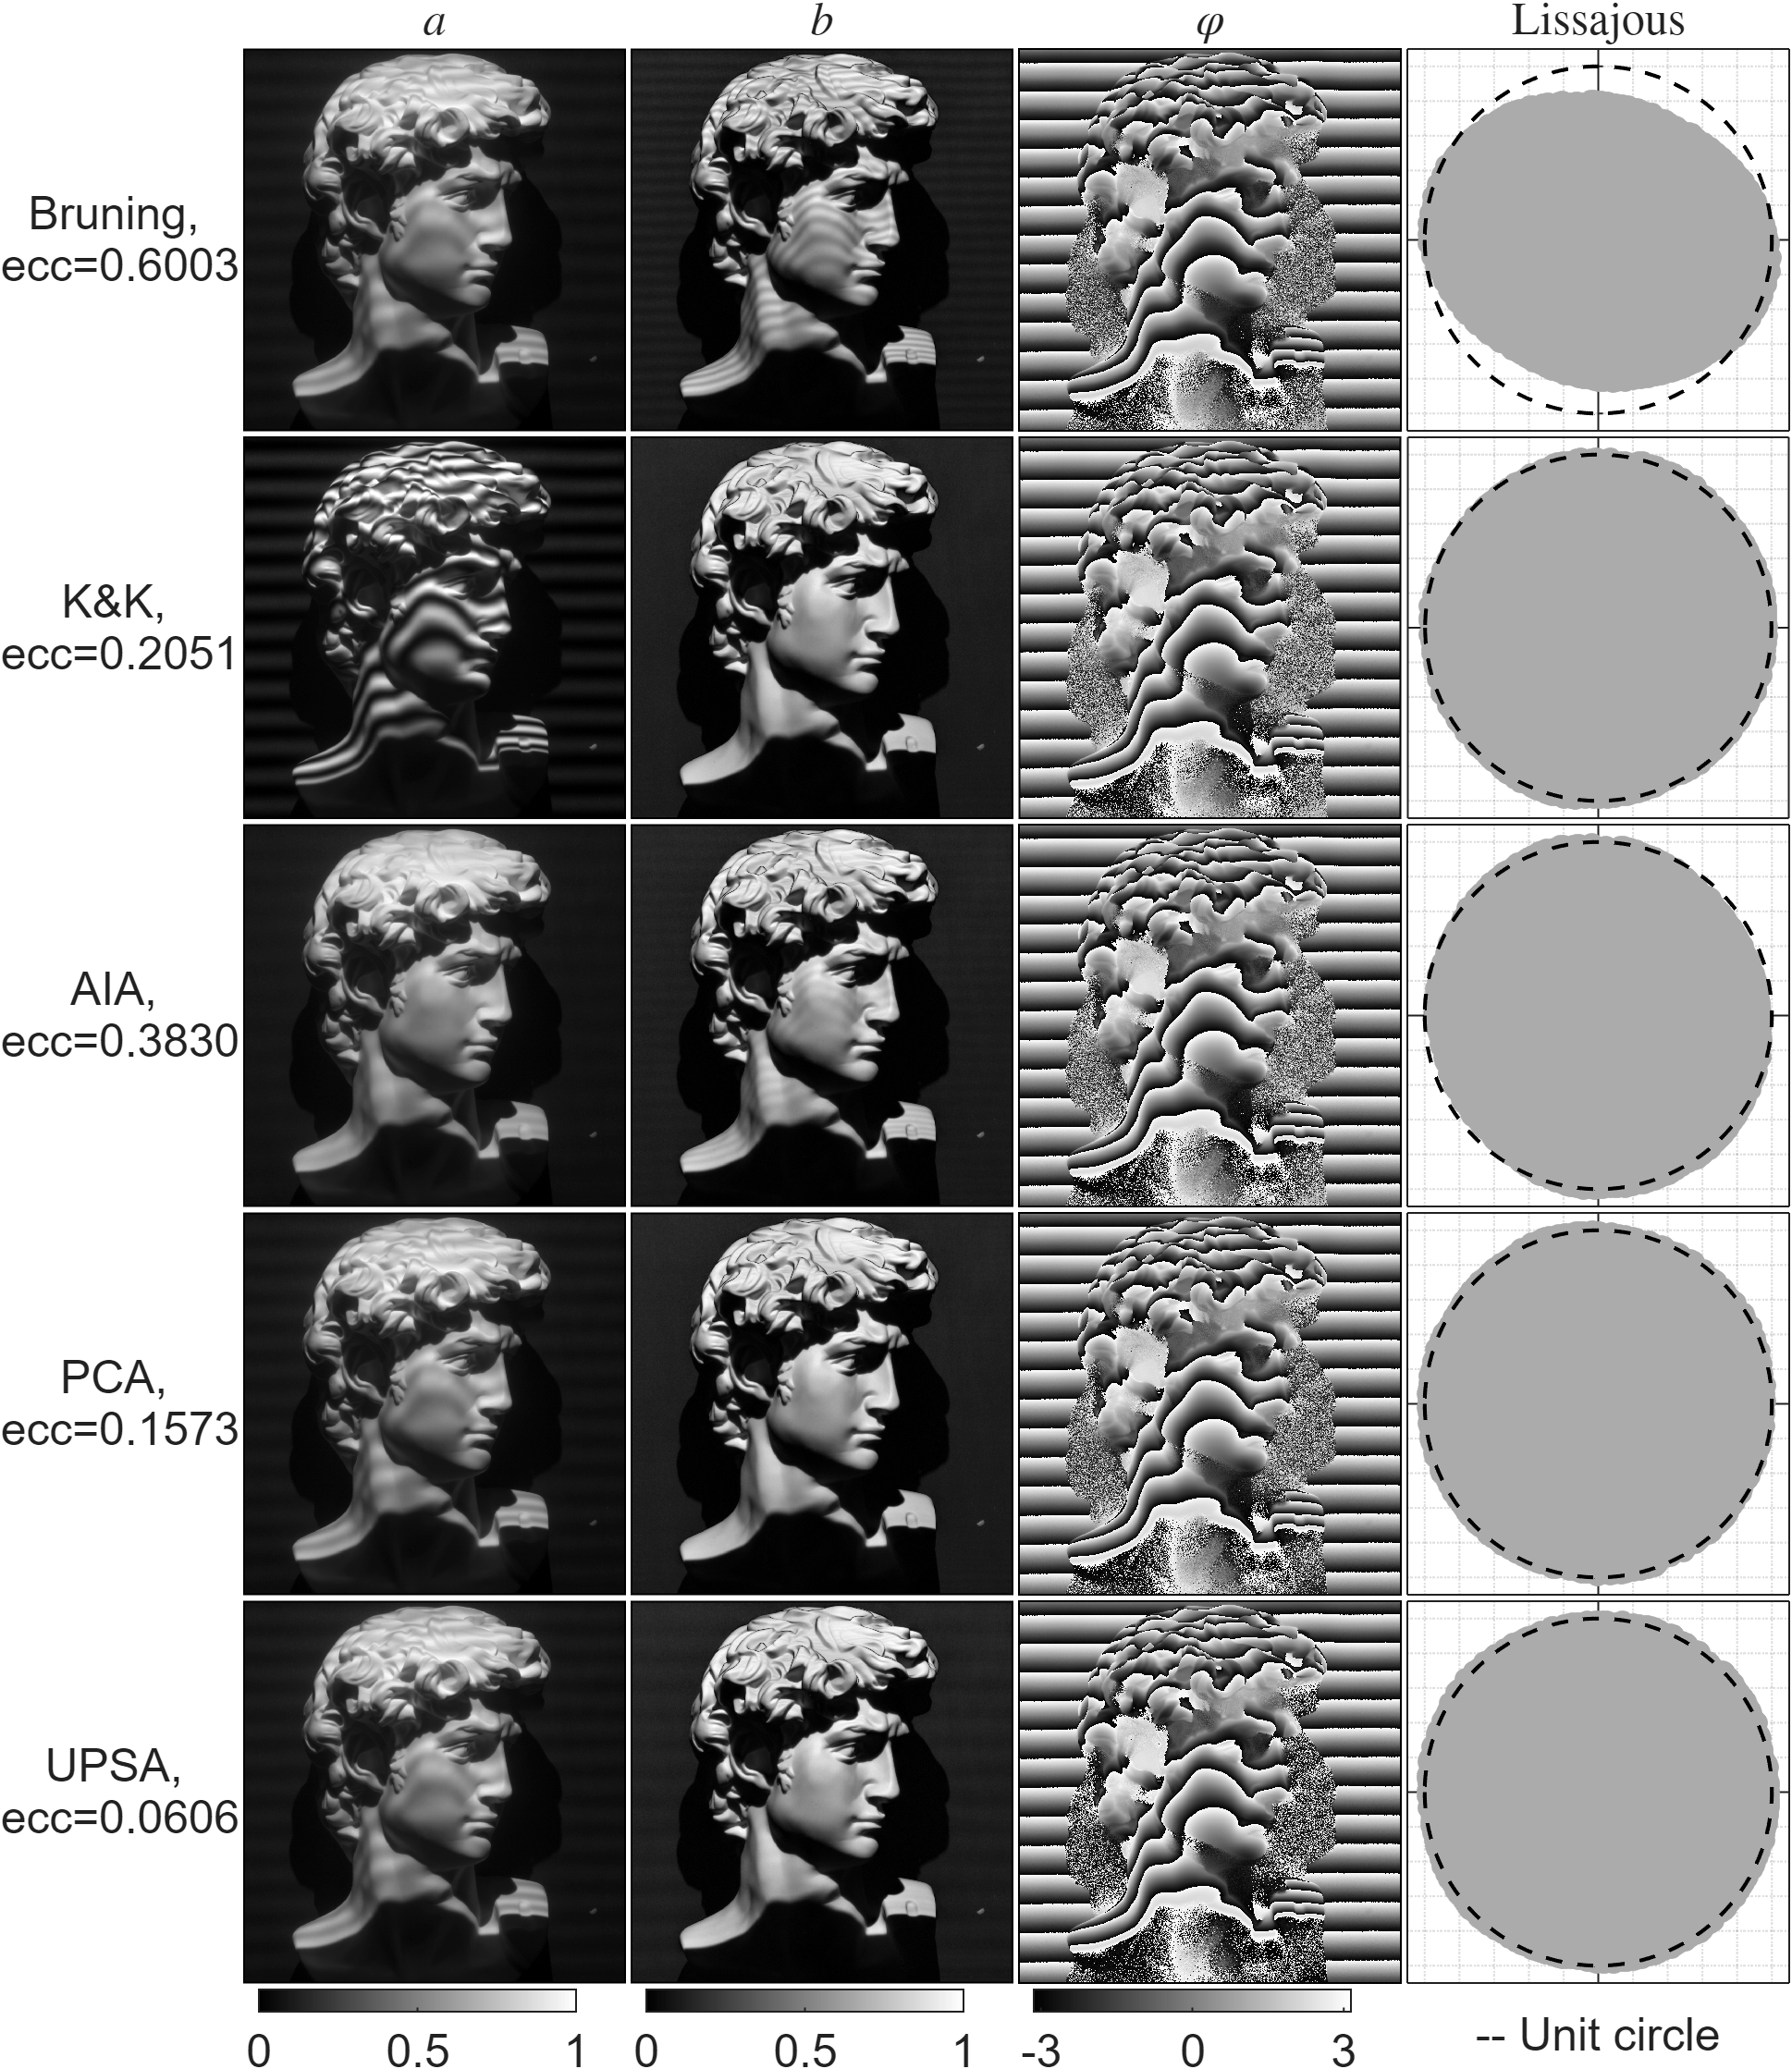 a b φ Lissajous
Bruning,
ecc=0.6003
K&K,
ecc=0.2051
AIA,
ecc=0.3830
PCA,
ecc=0.1573
UPSA,
ecc=0.0606
0 0.5 1 0 0.5 1 -3 0 3 -- Unit circle